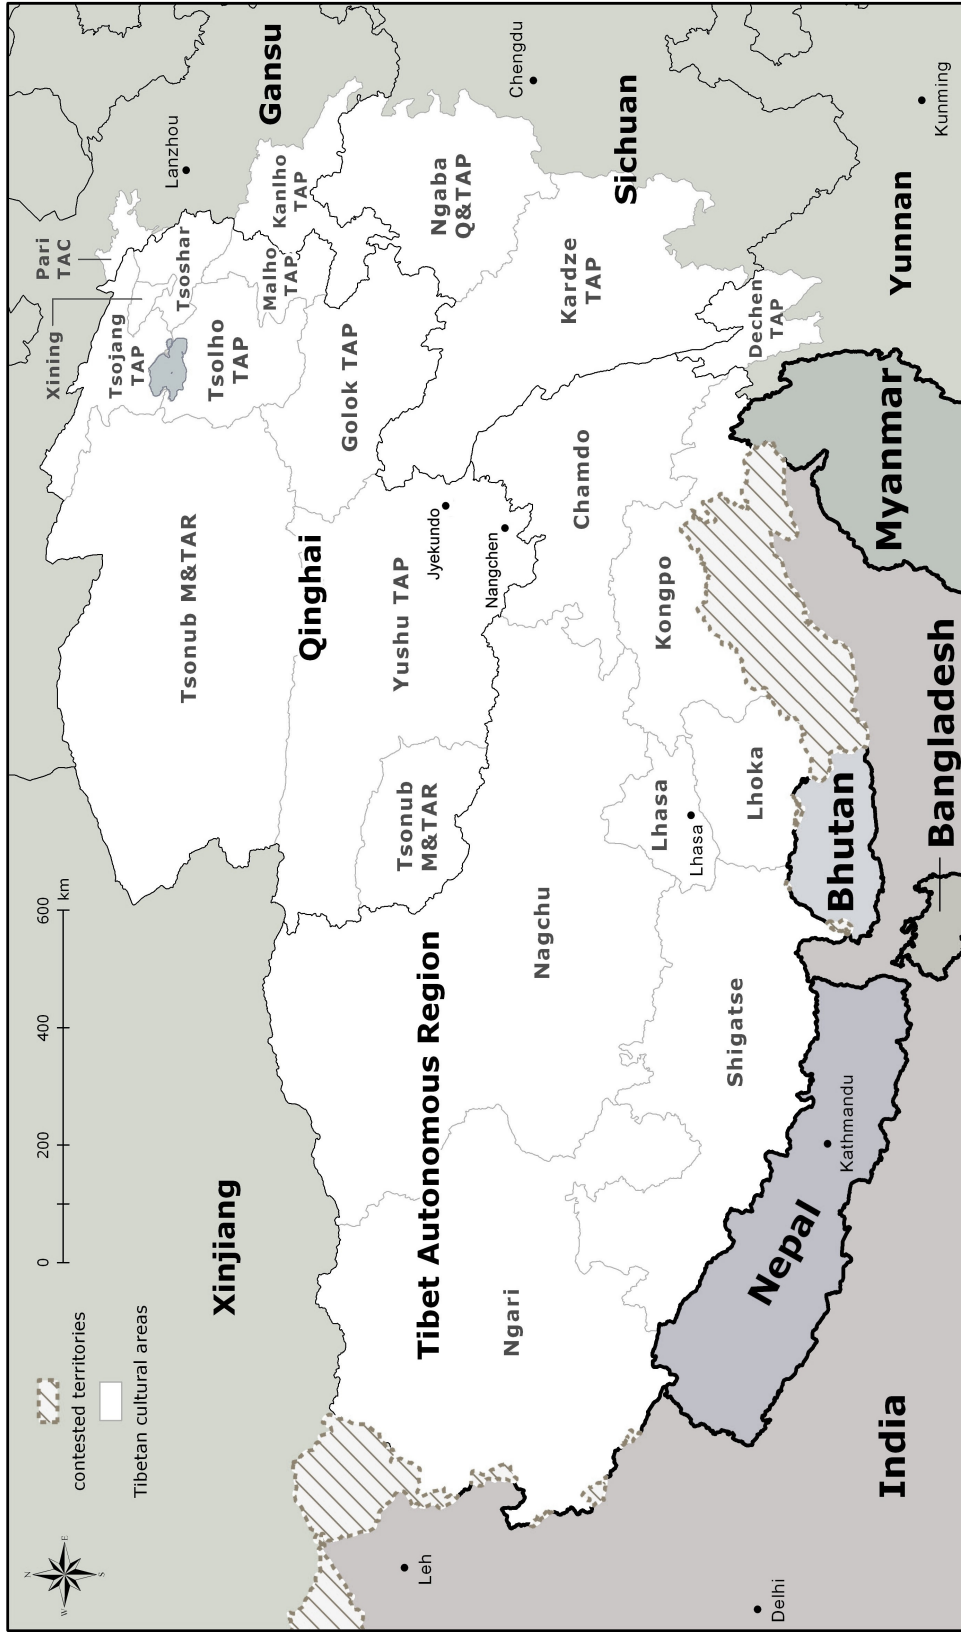 N
W
E
S
contested territories
Tibetan cultural areas
0
200
400
600 km
Xinjiang
Tibet Autonomous Region
Ngari
Nagchu
Shigatse
Lhasa
Lhasa
Lhoka
Kongpo
Chamdo
Tsonub
M&TAR
Tsonub M&TAR
Qinghai
Yushu TAP
Jyekundo
Nangchen
Golok TAP
Xining
Pari
TAC
Tsojang
TAP
Tsoshar
Tsolho
TAP
Malho
TAP
Kanlho
TAP
Lanzhou
Gansu
Ngaba
Q&TAP
Kardze
TAP
Dechen
TAP
Chengdu
Sichuan
Yunnan
Kunming
Leh
Delhi
India
Nepal
Kathmandu
Bhutan
Bangladesh
Myanmar